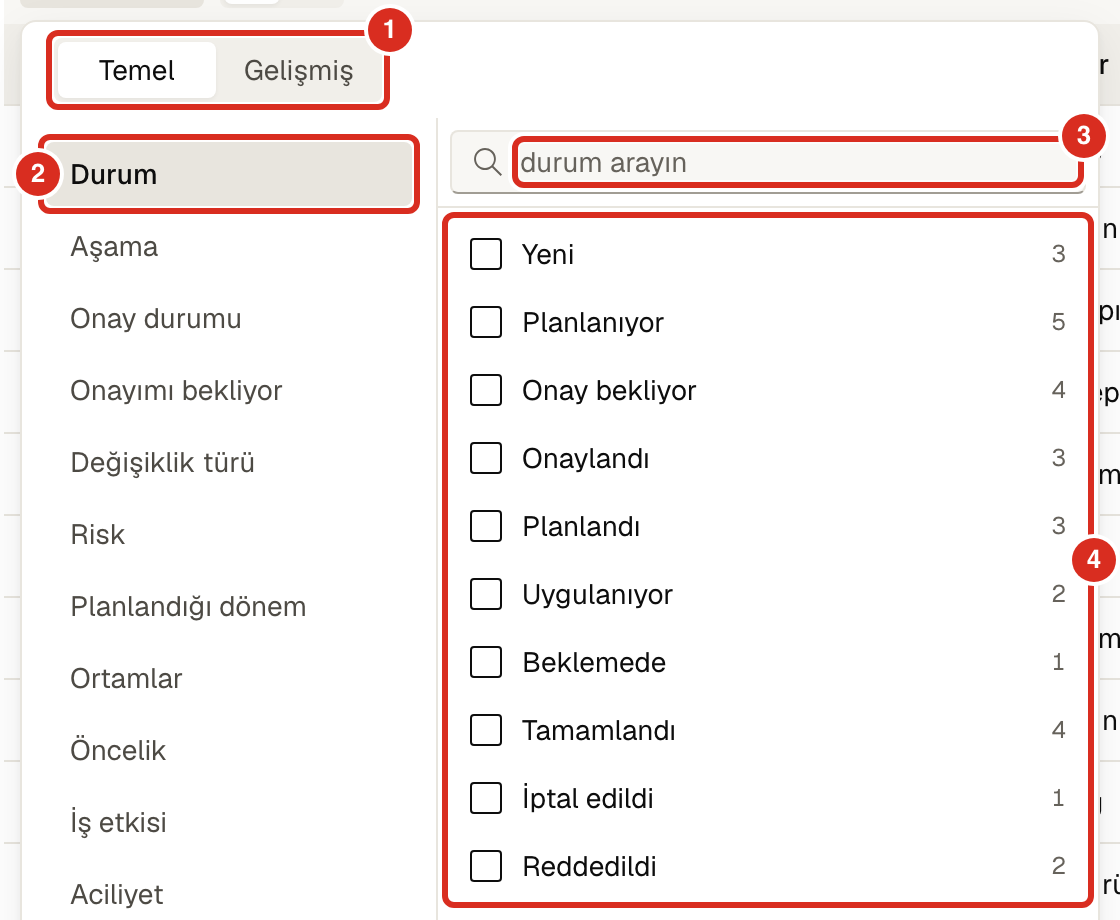 1
Temel
Gelişmiş
2
Durum
Aşama
Onay durumu
Onayımı bekliyor
Değişiklik türü
Risk
Planlandığı dönem
Ortamlar
Öncelik
İş etkisi
Aciliyet
3
durum arayın
Yeni 3
Planlanıyor 5
Onay bekliyor 4
Onaylandı 3
Planlandı 3
4
Uygulanıyor 2
Beklemede 1
Tamamlandı 4
İptal edildi 1
Reddedildi 2